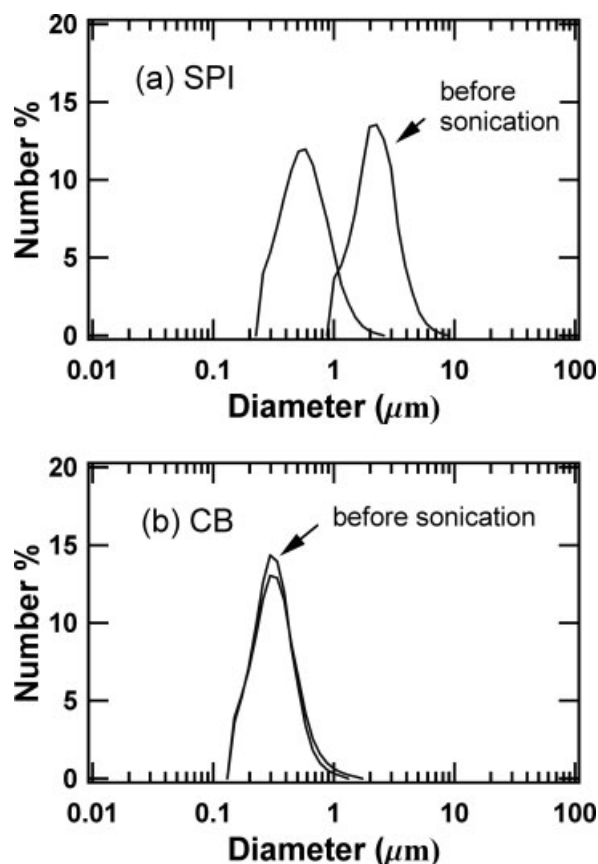 20
(a) SPI
before
sonication
15
10
5
0
Number %
0.01 0.1 1 10 100
Diameter (μm)
20
(b) CB
before sonication
15
10
5
0
Number %
0.01 0.1 1 10 100
Diameter (μm)